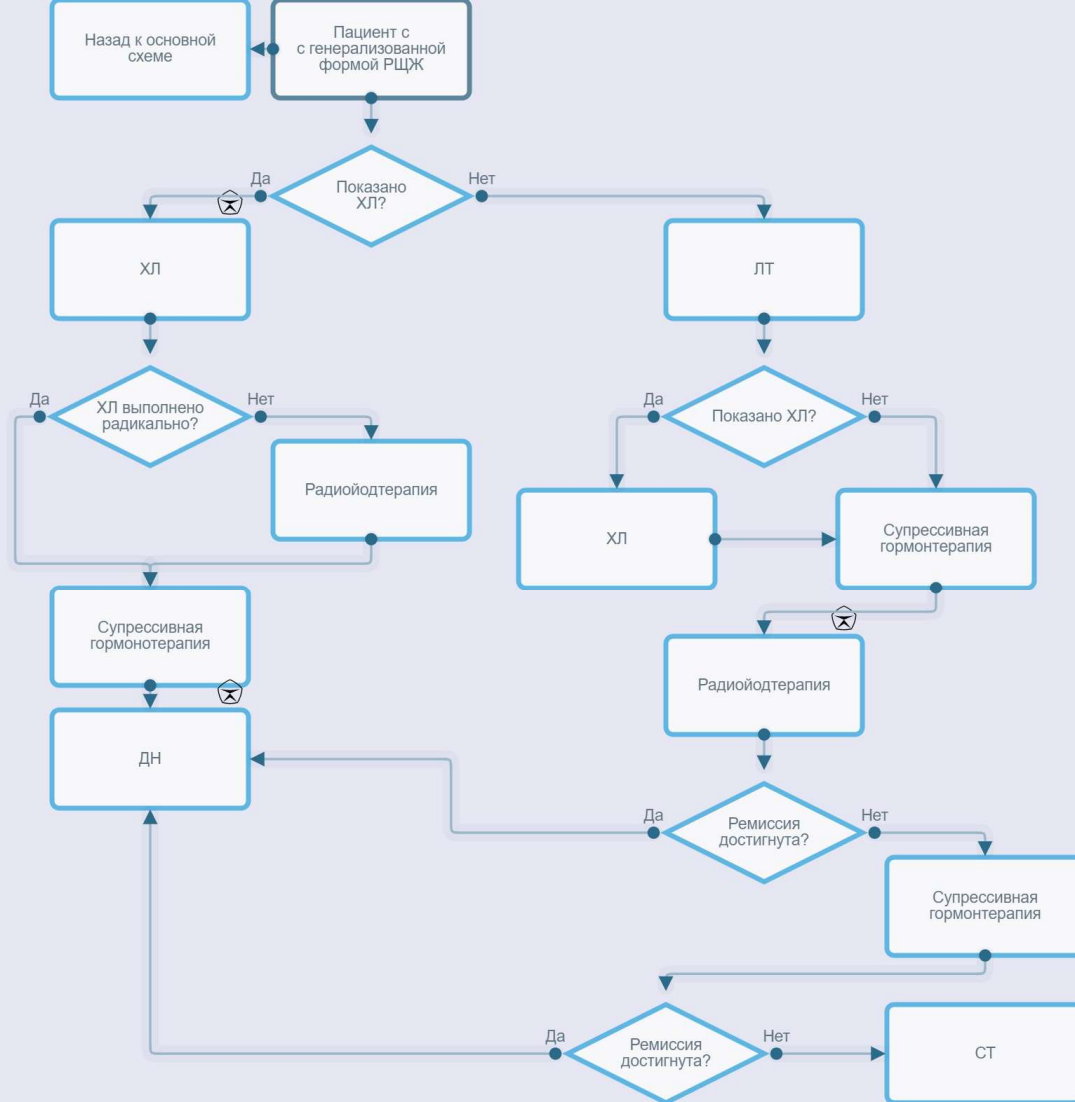 Назад к основной
схеме
Пациент с
с генерализованной
формой РЩЖ
Да
Показано
ХЛ?
Нет
ХЛ
ЛТ
Да
ХЛ выполнено
радикально?
Нет
Да
Показано ХЛ?
Нет
Радиойодтерапия
ХЛ
Супрессивная
гормонтерапия
Супрессивная
гормонотерапия
Радиойодтерапия
ДН
Да
Ремиссия
достигнута?
Нет
Супрессивная
гормонтерапия
Да
Ремиссия
достигнута?
Нет
СТ